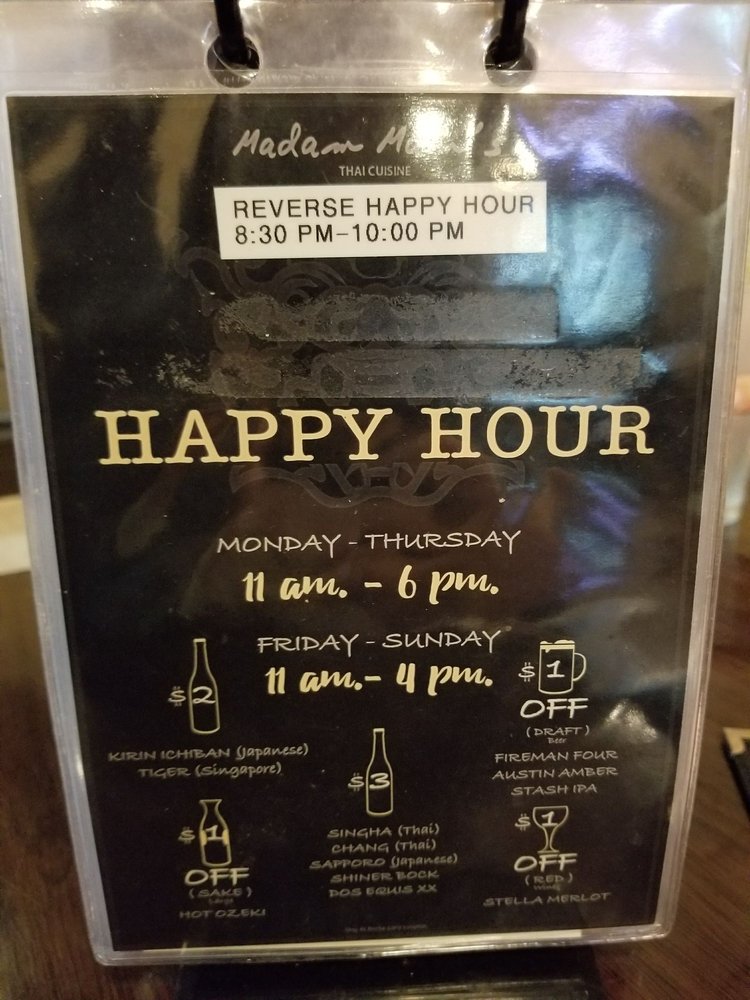 Madam Mam's
THAI CUISINE
REVERSE HAPPY HOUR
8:30 PM–10:00 PM
HAPPY HOUR
MONDAY - THURSDAY
11 am. - 6 pm.
FRIDAY - SUNDAY
11 am.- 4 pm.
$2
KIRIN ICHIBAN (Japanese)
TIGER (Singapore)
$1
OFF
(DRAFT)
Beer
FIREMAN FOUR
AUSTIN AMBER
STASH IPA
$3
SINGHA (Thai)
CHANG (Thai)
SAPPORO (Japanese)
SHINER BOCK
DOS EQUIS XX
$1
OFF
(SAKE)
Large
HOT OZEKI
$1
OFF
(RED)
Wine
STELLA MERLOT